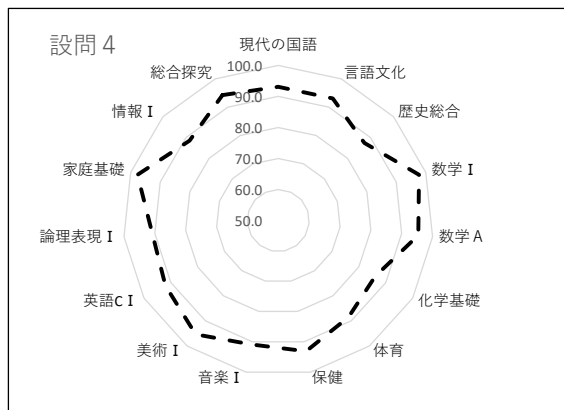 設問 4
現代の国語
言語文化
歴史総合
数学 I
数学 A
化学基礎
体育
保健
音楽 I
美術 I
英語C I
論理表現 I
家庭基礎
情報 I
総合探究
100.0
90.0
80.0
70.0
60.0
50.0